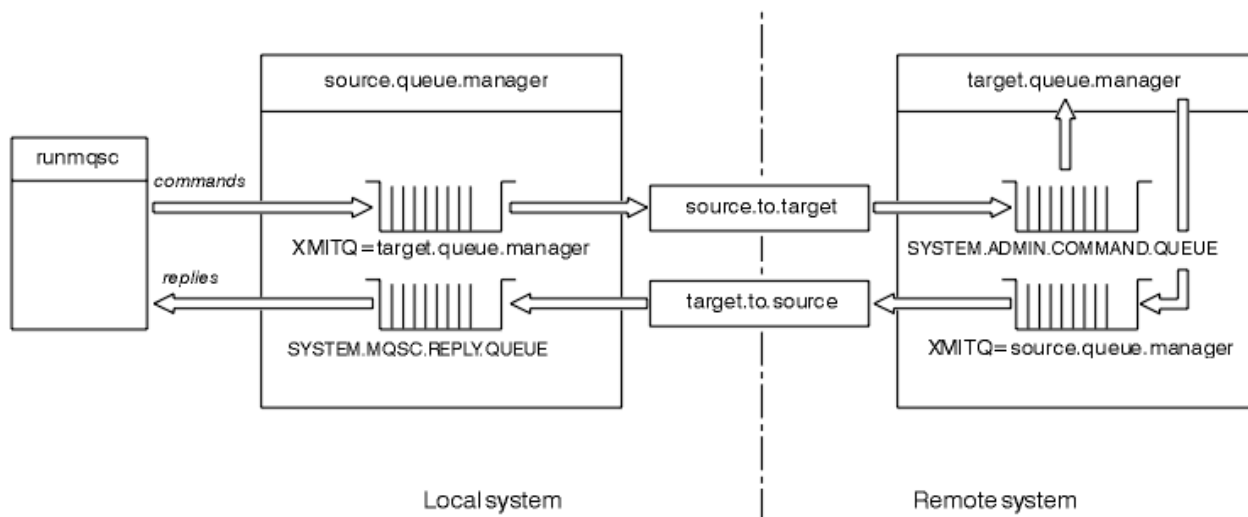 source.queue.manager
target.queue.manager
runmqsc
commands
source.to.target
XMITQ=target.queue.manager
SYSTEM.ADMIN.COMMAND.QUEUE
replies
target.to.source
SYSTEM.MQSC.REPLY.QUEUE
XMITQ=source.queue.manager
Local system
Remote system